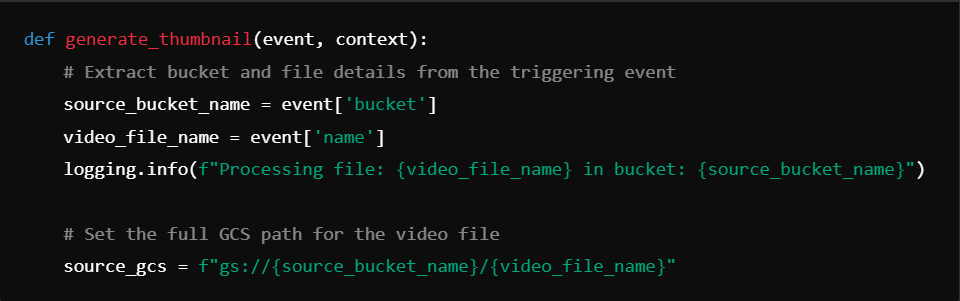 def generate_thumbnail(event, context):
    # Extract bucket and file details from the triggering event
    source_bucket_name = event['bucket']
    video_file_name = event['name']
    logging.info(f"Processing file: {video_file_name} in bucket: {source_bucket_name}")

    # Set the full GCS path for the video file
    source_gcs = f"gs://{source_bucket_name}/{video_file_name}"